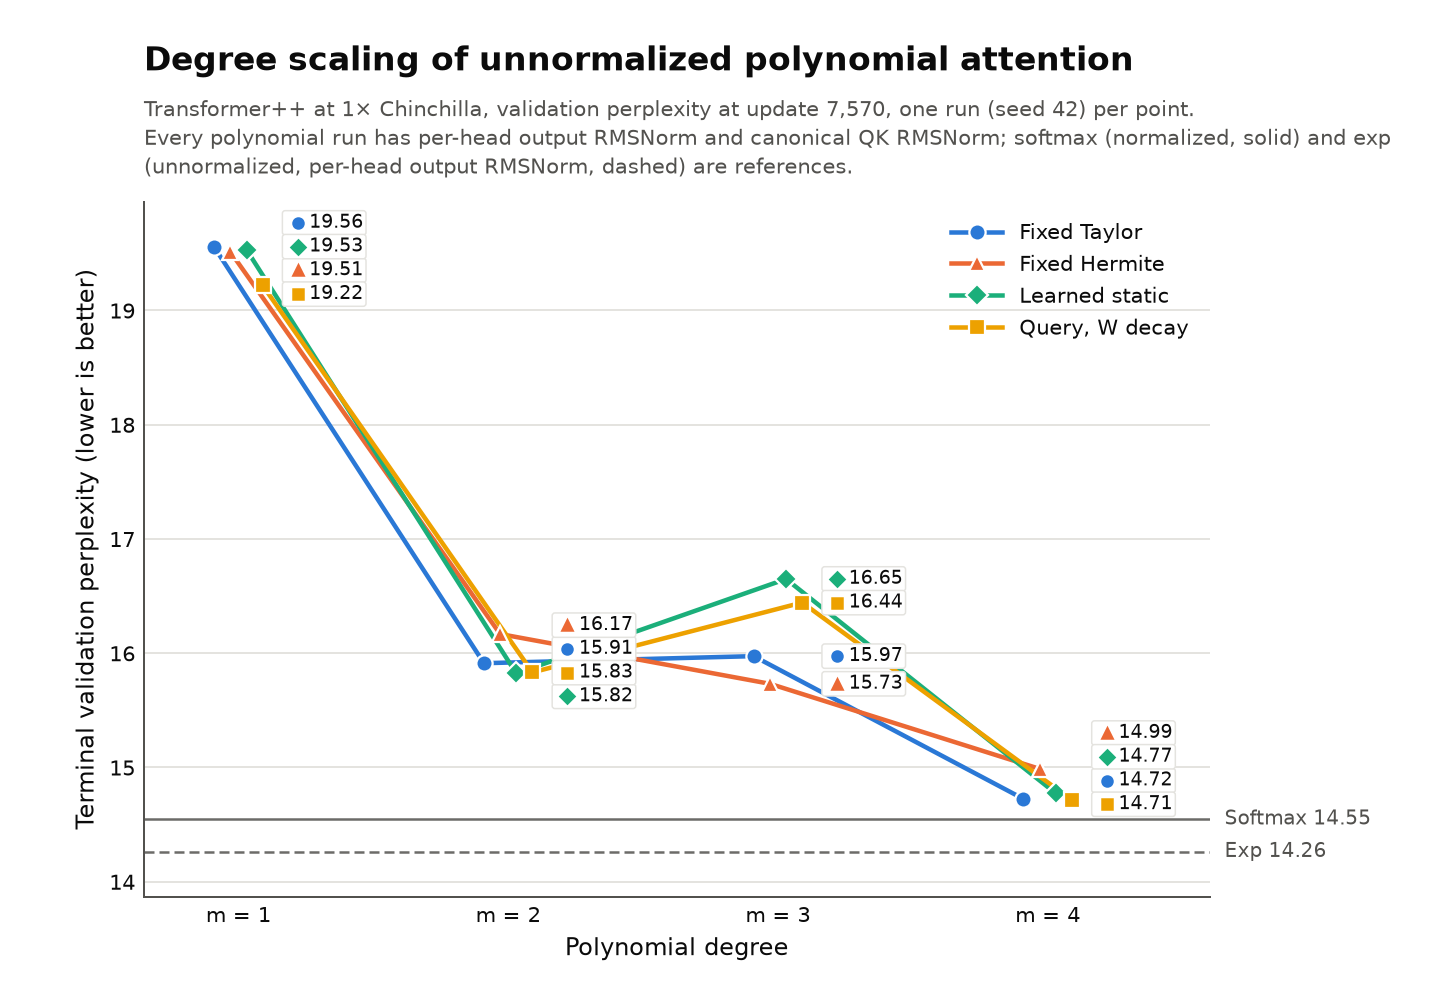 Degree scaling of unnormalized polynomial attention
Transformer++ at 1× Chinchilla, validation perplexity at update 7,570, one run (seed 42) per point.
Every polynomial run has per-head output RMSNorm and canonical QK RMSNorm; softmax (normalized, solid) and exp
(unnormalized, per-head output RMSNorm, dashed) are references.
Terminal validation perplexity (lower is better)
19
18
17
16
15
14
19.56
19.53
19.51
19.22
Fixed Taylor
Fixed Hermite
Learned static
Query, W decay
16.17
15.91
15.83
15.82
16.65
16.44
15.97
15.73
14.99
14.77
14.72
14.71
Softmax 14.55
Exp 14.26
m = 1
m = 2
m = 3
m = 4
Polynomial degree